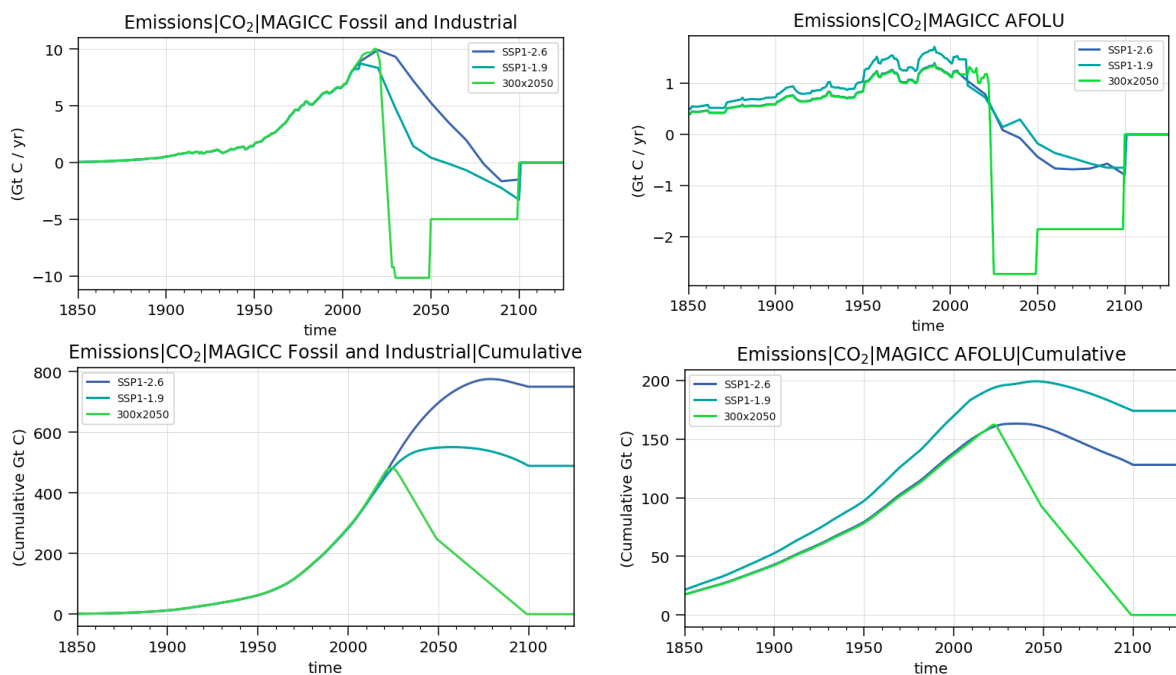 Emissions|CO₂|MAGICC Fossil and Industrial
10
5
0
−5
−10
(Gt C / yr)
SSP1-2.6
SSP1-1.9
300x2050
1850 1900 1950 2000 2050 2100
time
Emissions|CO₂|MAGICC AFOLU
1
0
−1
−2
(Gt C / yr)
SSP1-2.6
SSP1-1.9
300x2050
1850 1900 1950 2000 2050 2100
time
Emissions|CO₂|MAGICC Fossil and Industrial|Cumulative
800
600
400
200
0
(Cumulative Gt C)
SSP1-2.6
SSP1-1.9
300x2050
1850 1900 1950 2000 2050 2100
time
Emissions|CO₂|MAGICC AFOLU|Cumulative
200
150
100
50
0
(Cumulative Gt C)
SSP1-2.6
SSP1-1.9
300x2050
1850 1900 1950 2000 2050 2100
time